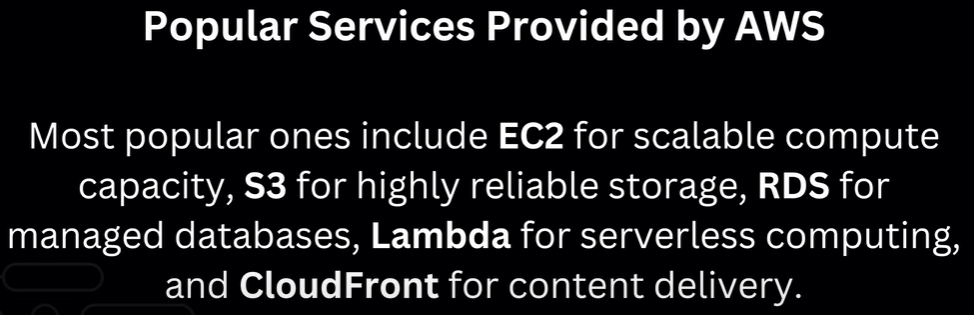 Popular Services Provided by AWS
Most popular ones include EC2 for scalable compute
capacity, S3 for highly reliable storage, RDS for
managed databases, Lambda for serverless computing,
and CloudFront for content delivery.